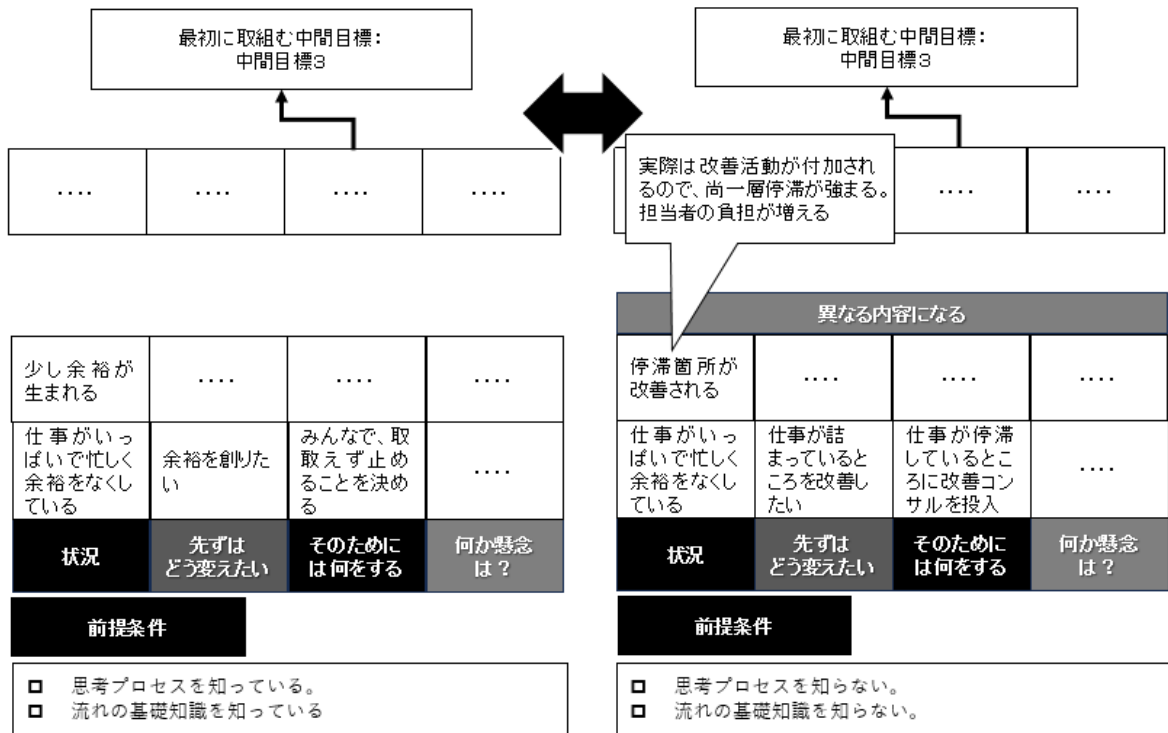 最初に取組む中間目標:
中間目標3
....
....
....
....
少し余裕が
生まれる
....
....
....
仕事がいっ
ぱいで忙しく
余裕をなくし
ている
余裕を創りた
い
みんなで、取
敢えず止め
ることを決め
る
....
状況
先ずは
どう変えたい
そのために
は何をする
何か懸念
は？
前提条件
□ 思考プロセスを知っている。
□ 流れの基礎知識を知っている
最初に取組む中間目標:
中間目標3
実際は改善活動が付加され
るので、尚一層停滞が強まる。
担当者の負担が増える
....
....
異なる内容になる
停滞箇所が
改善される
....
....
....
仕事がいっ
ぱいで忙しく
余裕をなくし
ている
仕事が詰
まっていると
ころを改善し
たい
仕事が停滞
しているとこ
ろに改善コン
サルを投入
....
状況
先ずは
どう変えたい
そのために
は何をする
何か懸念
は？
前提条件
□ 思考プロセスを知らない。
□ 流れの基礎知識を知らない。